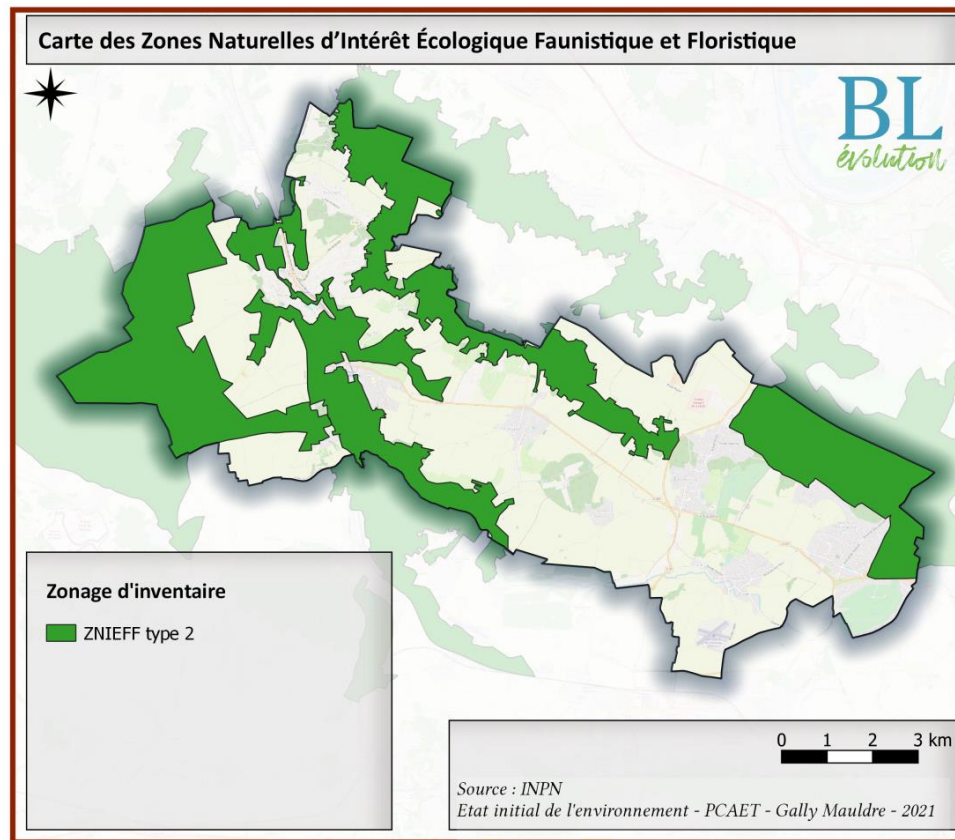 Carte des Zones Naturelles d'Intérêt Écologique Faunistique et Floristique
BL
évolution
Zonage d'inventaire
ZNIEFF type 2
0 1 2 3 km
Source : INPN
Etat initial de l'environnement - PCAET - Gally Mauldre - 2021